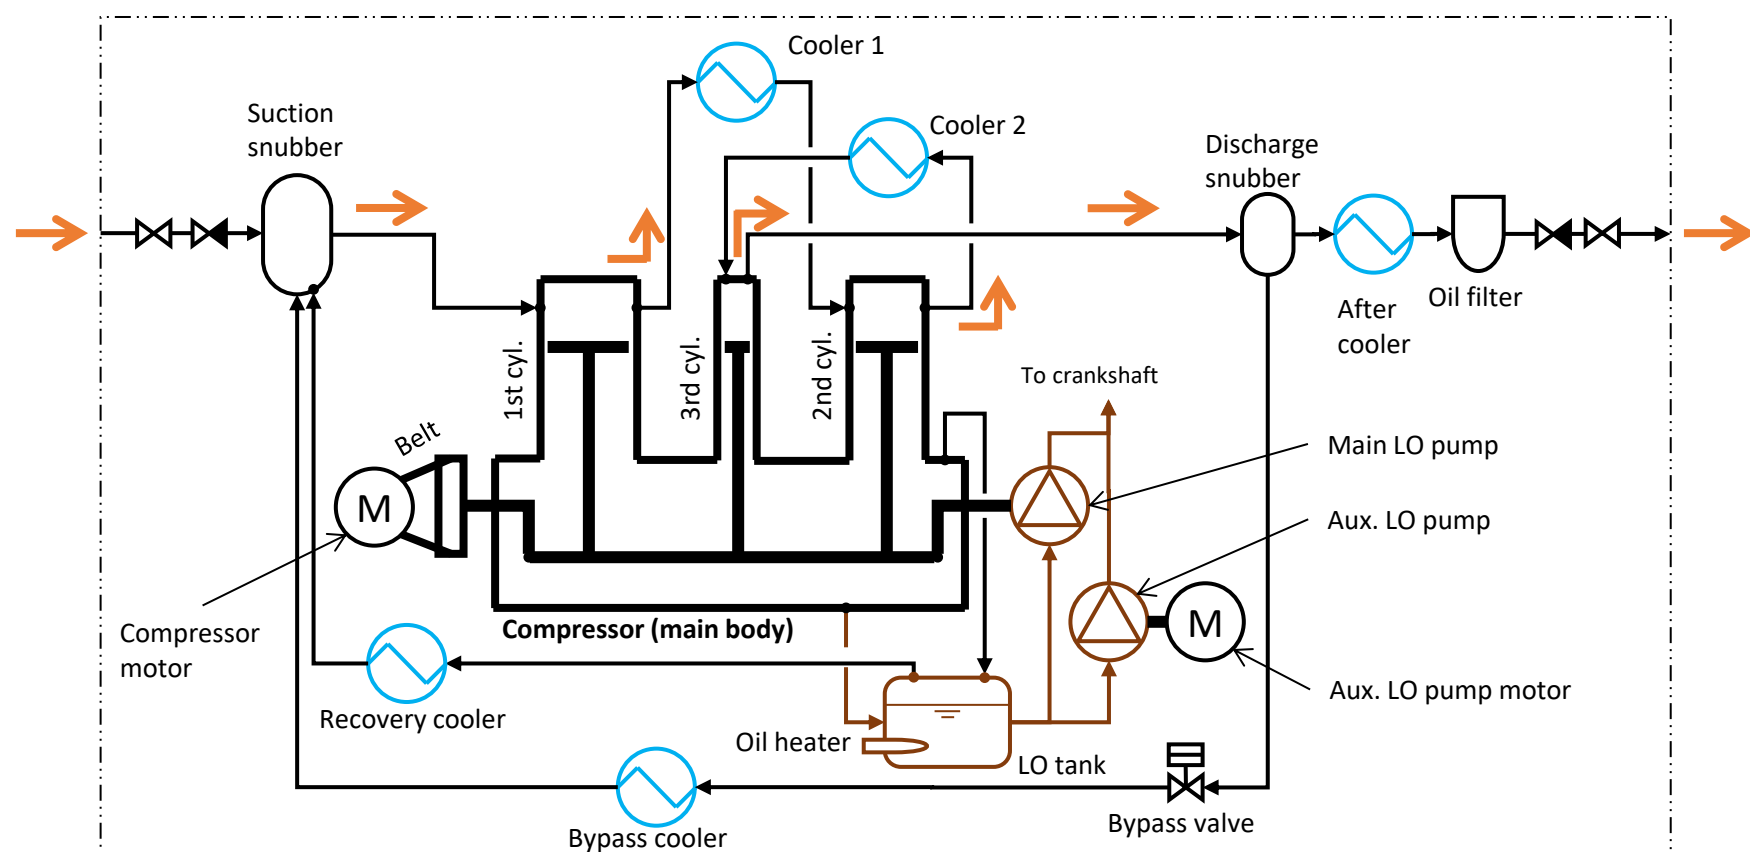 Cooler 1
Suction
snubber
Cooler 2
Discharge
snubber
After
cooler
Oil filter
1st cyl.
3rd cyl.
2nd cyl.
To crankshaft
Belt
M
Main LO pump
Aux. LO pump
M
Compressor
motor
Compressor (main body)
Aux. LO pump motor
Recovery cooler
Oil heater
LO tank
Bypass cooler
Bypass valve